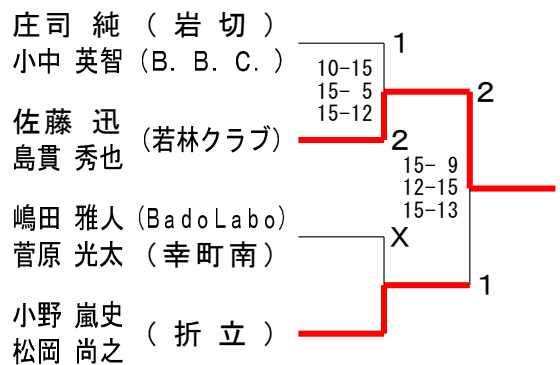 庄司 純 ( 岩 切 )
小中 英智 (B. B. C. )
1
10-15
15- 5
15-12
2
佐藤 迅
島貫 秀也
(若林クラブ)
2
15- 9
12-15
15-13
嶋田 雅人 (BadoLabo)
菅原 光太 ( 幸町南 )
X
1
小野 嵐史
松岡 尚之
( 折 立 )